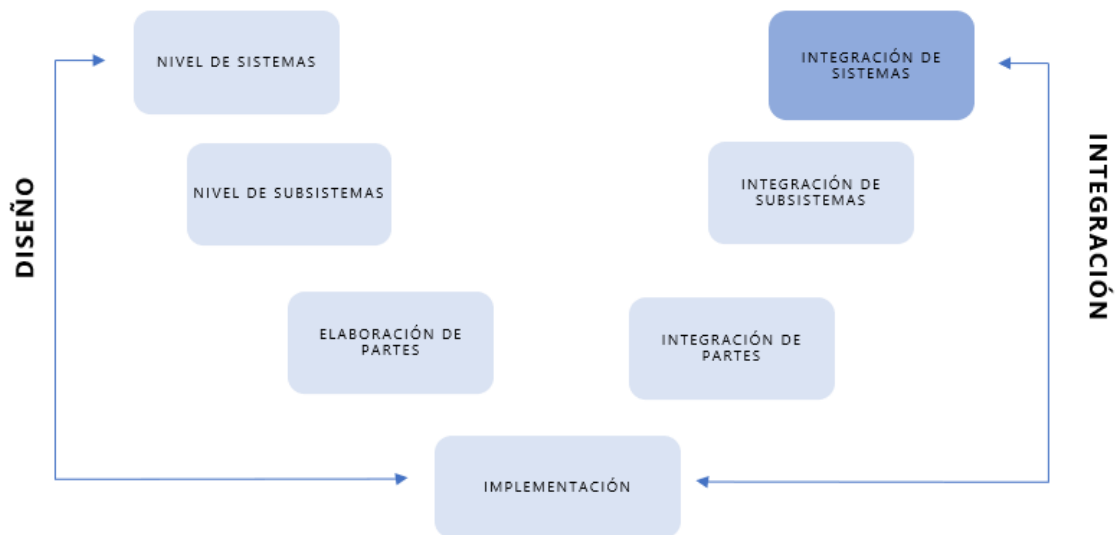 NIVEL DE SISTEMAS
INTEGRACIÓN DE
SISTEMAS
NIVEL DE SUBSISTEMAS
INTEGRACIÓN DE
SUBSISTEMAS
DISEÑO
INTEGRACIÓN
ELABORACIÓN DE
PARTES
INTEGRACIÓN DE
PARTES
IMPLEMENTACIÓN